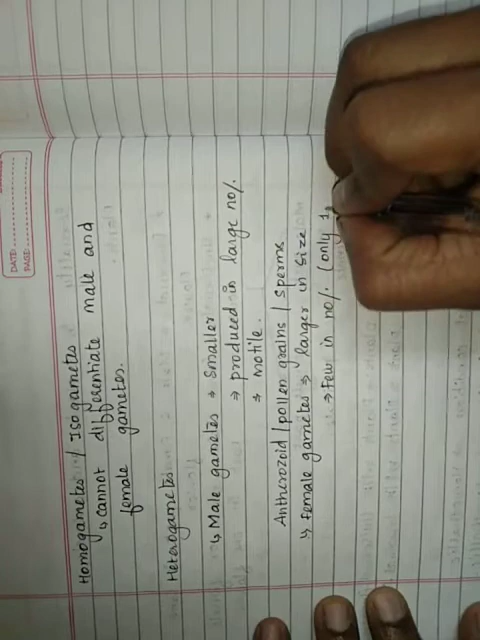 DATE:
PAGE:
Homogametes / Isogametes
↳ cannot differentiate male and
female gametes.
Heterogametes
↳ Male gametes → Smaller
→ produced in large no/.
→ motile.
Antherozoid / pollen grains / Sperms
↳ Female gametes → larger in size
→ Few in no/. (only 1